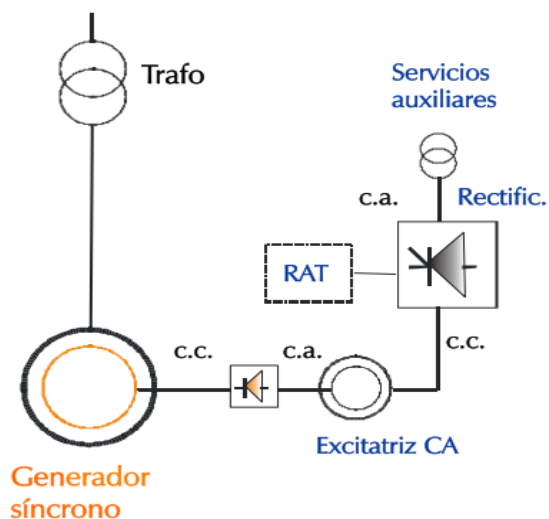 Trafo
Servicios
auxiliares
c.a.
Rectific.
RAT
c.c.
c.a.
c.c.
Excitatriz CA
Generador
síncrono